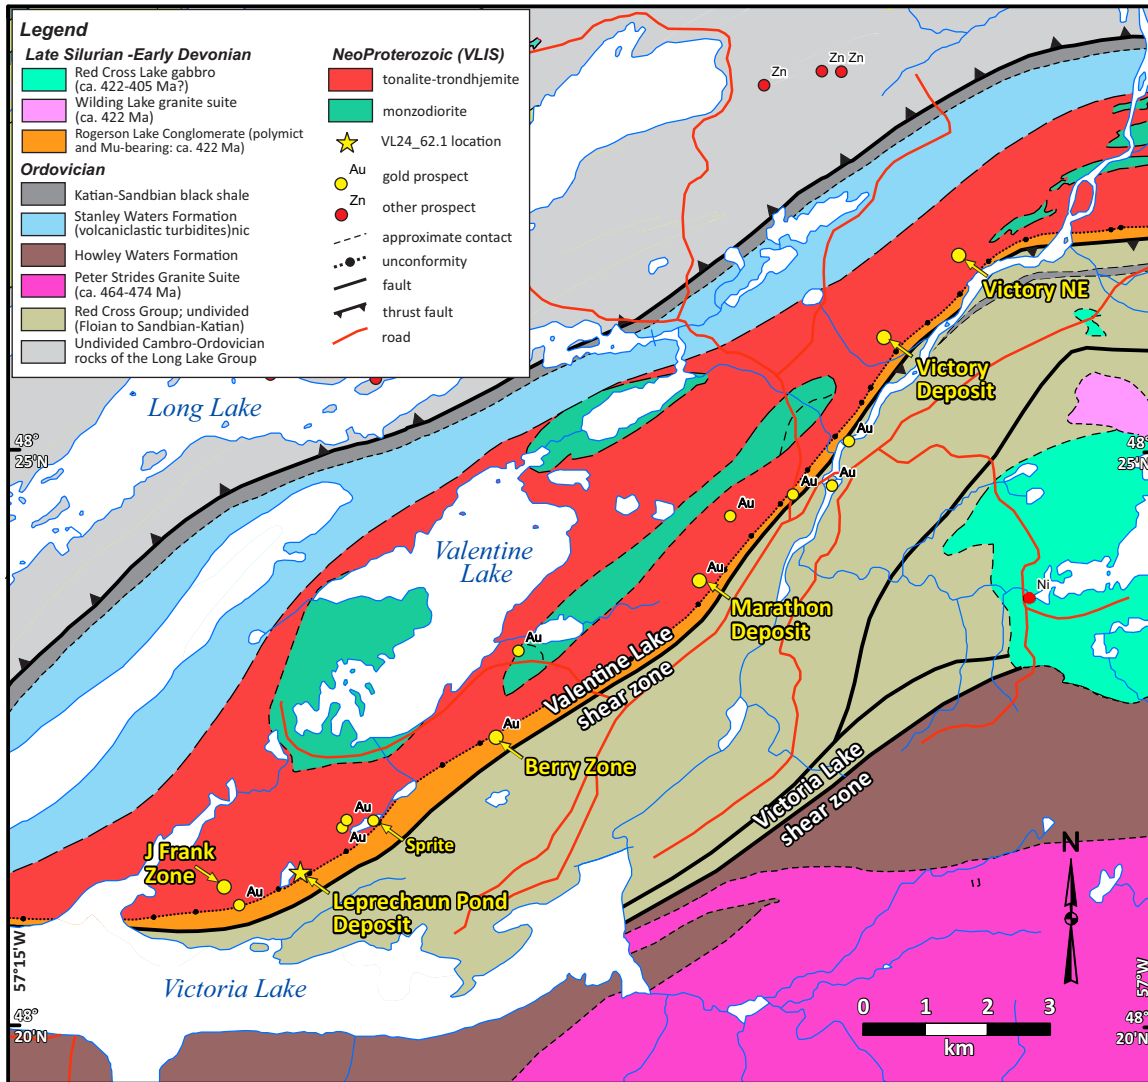 Legend
Late Silurian -Early Devonian
Red Cross Lake gabbro
(ca. 422-405 Ma?)
Wilding Lake granite suite
(ca. 422 Ma)
Rogerson Lake Conglomerate (polymict
and Mu-bearing: ca. 422 Ma)
Ordovician
Katian-Sandbian black shale
Stanley Waters Formation
(volcaniclastic turbidites)nic
Howley Waters Formation
Peter Strides Granite Suite
(ca. 464-474 Ma)
Red Cross Group; undivided
(Floian to Sandbian-Katian)
Undivided Cambro-Ordovician
rocks of the Long Lake Group
NeoProterozoic (VLIS)
tonalite-trondhjemite
monzodiorite
VL24_62.1 location
Au
gold prospect
Zn
other prospect
approximate contact
unconformity
fault
thrust fault
road
Zn
Zn
Zn
Victory NE
Victory
Deposit
Long Lake
48°
25'N
48°
25'N
Au
Au
Au
Au
Valentine
Lake
Au
Marathon
Deposit
Ni
Au
Valentine Lake
shear zone
Au
Berry Zone
Victoria Lake
shear zone
Au
Au
Sprite
J Frank
Zone
Au
Leprechaun Pond
Deposit
N
57°15'W
57°W
Victoria Lake
0 1 2 3
km
48°
20'N
48°
20'N